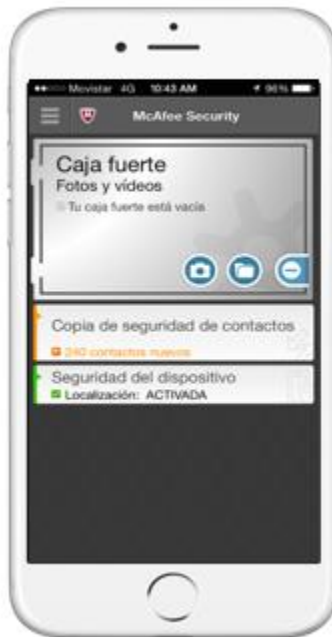 Movistar 4G 10:43 AM 96%
McAfee Security
Caja fuerte
Fotos y vídeos
Tu caja fuerte está vacía
Copia de seguridad de contactos
240 contactos nuevos
Seguridad del dispositivo
Localización: ACTIVADA